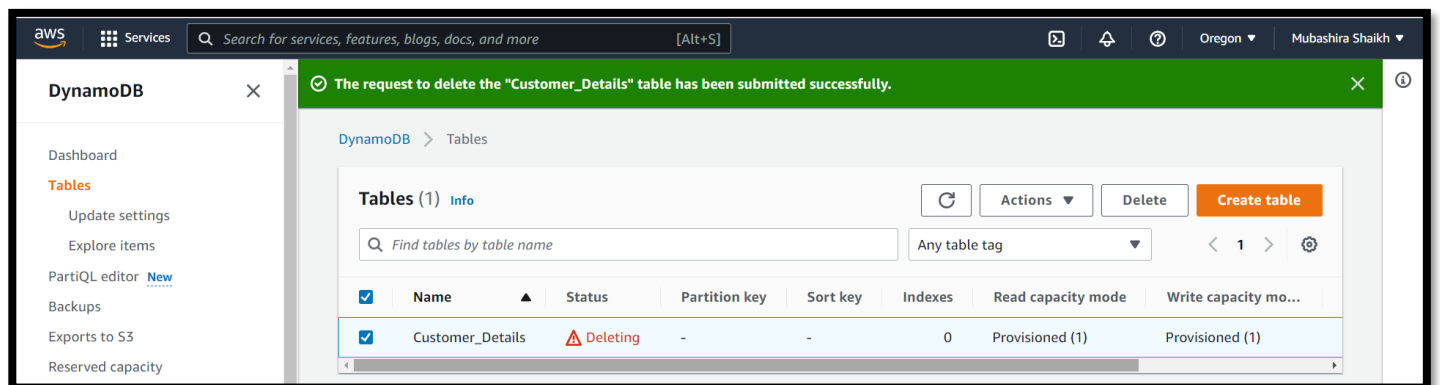 aws Services Search for services, features, blogs, docs, and more [Alt+S] Oregon Mubashira Shaikh
DynamoDB
The request to delete the "Customer_Details" table has been submitted successfully.
Dashboard
Tables
Update settings
Explore items
PartiQL editor New
Backups
Exports to S3
Reserved capacity
DynamoDB Tables
Tables (1) Info Actions Delete Create table
Find tables by table name Any table tag 1
Name Status Partition key Sort key Indexes Read capacity mode Write capacity mo...
Customer_Details Deleting - - 0 Provisioned (1) Provisioned (1)